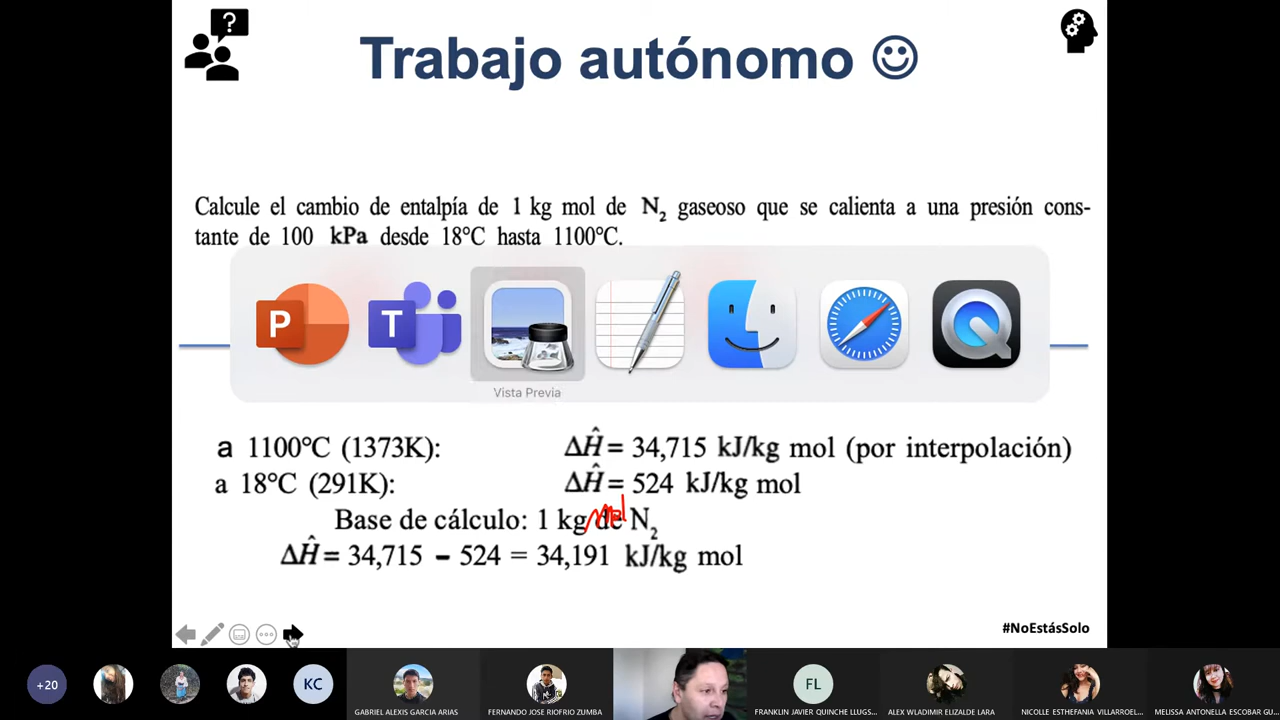 ?
Trabajo autónomo ☺
Calcule el cambio de entalpía de 1 kg mol de N₂ gaseoso que se calienta a una presión cons-
tante de 100 kPa desde 18°C hasta 1100°C.
P
T
Vista Previa
a 1100°C (1373K): ΔĤ = 34,715 kJ/kg mol (por interpolación)
a 18°C (291K): ΔĤ = 524 kJ/kg mol
mol
Base de cálculo: 1 kg de N₂
ΔĤ = 34,715 − 524 = 34,191 kJ/kg mol
#NoEstásSolo
+20
KC
GABRIEL ALEXIS GARCIA ARIAS
FERNANDO JOSE RIOFRIO ZUMBA
FL
FRANKLIN JAVIER QUINCHE LLUGS...
ALEX WLADIMIR ELIZALDE LARA
NICOLLE ESTHEFANIA VILLARROEL...
MELISSA ANTONELLA ESCOBAR GU...